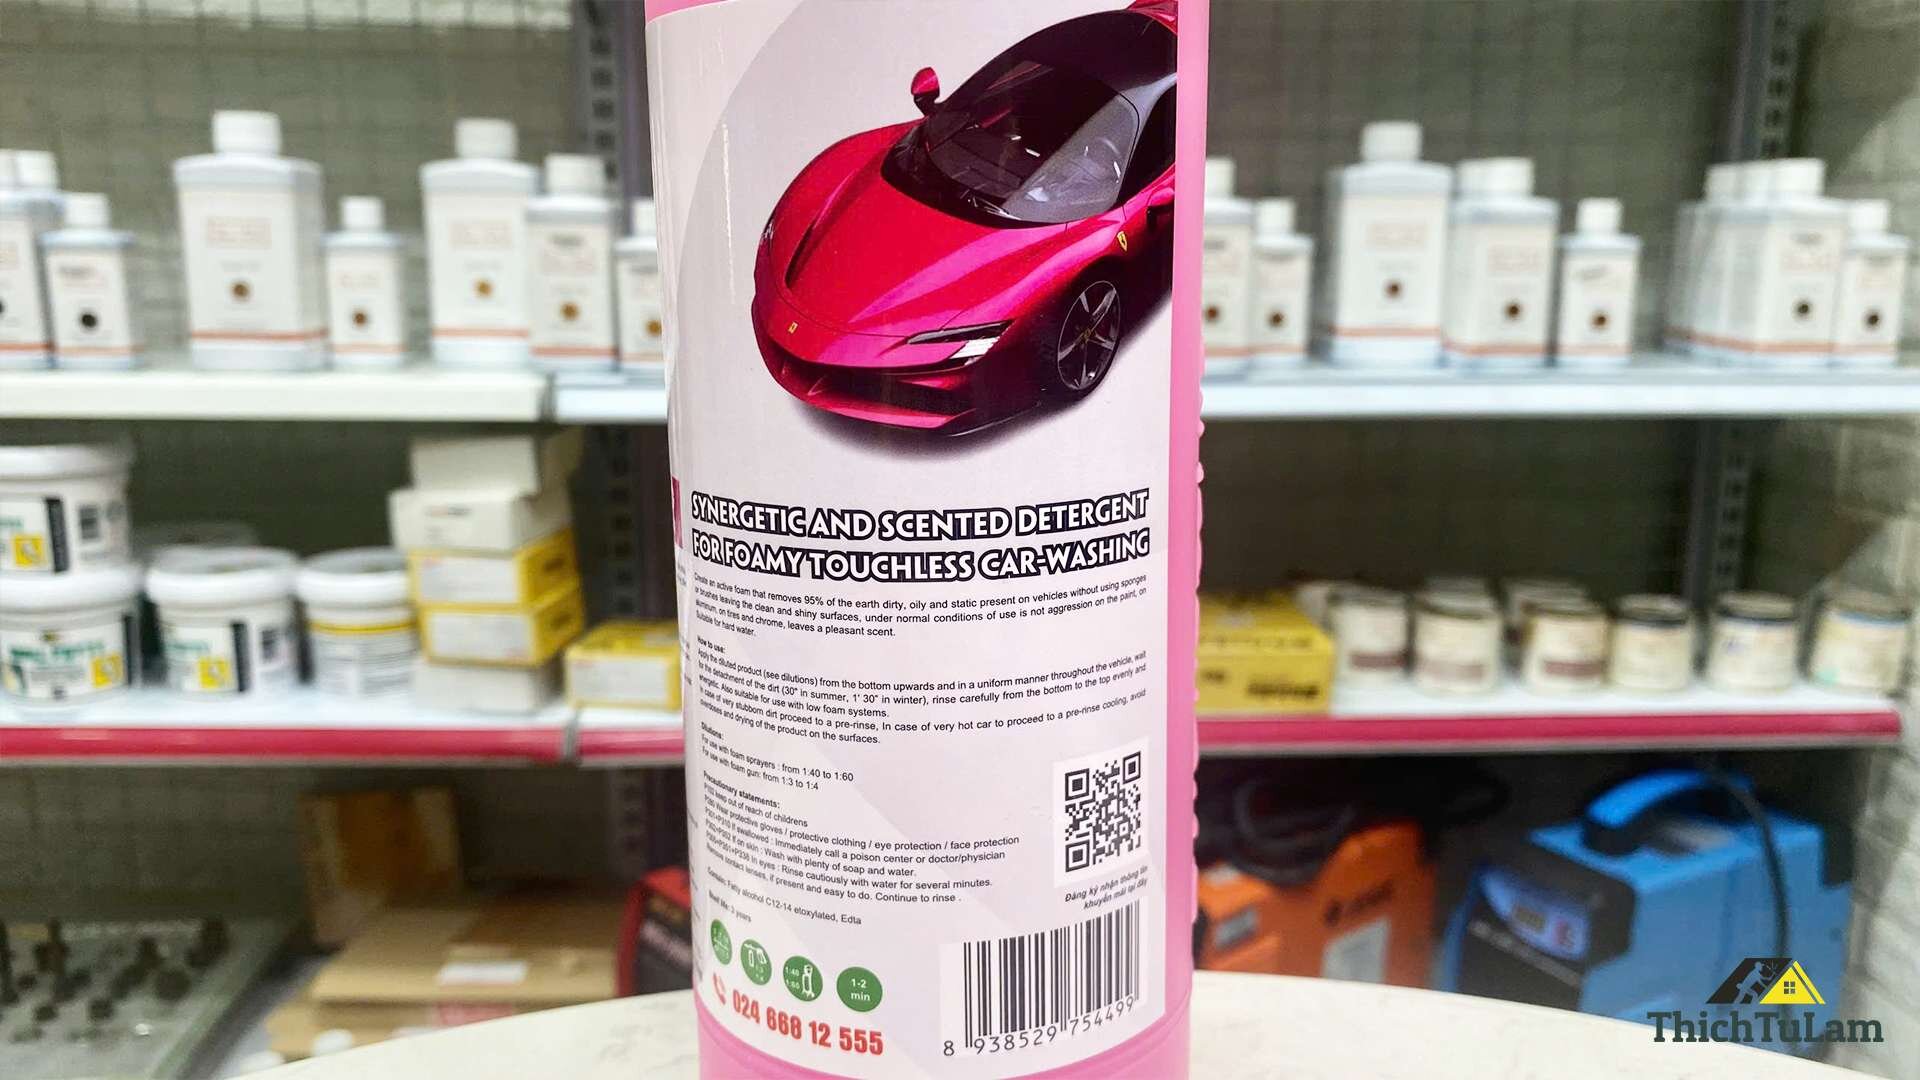 SYNERGETIC AND SCENTED DETERGENT
FOR FOAMY TOUCHLESS CAR-WASHING
Create an active foam that removes 95% of the earth dirty, oily and static present on vehicles without using sponges
or brushes leaving the clean and shiny surfaces, under normal conditions of use is not aggression on the paint, on
aluminum, on tires and chrome, leaves a pleasant scent.
Suitable for hard water.
How to use:
Apply the diluted product (see dilutions) from the bottom upwards and in a uniform manner throughout the vehicle, wait
for the detachment of the dirt (30" in summer, 1' 30" in winter), rinse carefully from the bottom to the top evenly and
energetic. Also suitable for use with low foam systems.
In case of very stubborn dirt proceed to a pre-rinse, In case of very hot car to proceed to a pre-rinse cooling, avoid
overdoses and drying of the product on the surfaces.
Dilutions:
For use with foam sprayers : from 1:40 to 1:60
For use with foam gun: from 1:3 to 1:4
Precautionary statements:
P102 keep out of reach of childrens
P280 Wear protective gloves / protective clothing / eye protection / face protection
P301+P310 If swallowed : Immediately call a poison center or doctor/physician
P302+P352 If on skin : Wash with plenty of soap and water.
P305+P351+P338 In eyes : Rinse cautiously with water for several minutes.
Remove contact lenses, if present and easy to do. Continue to rinse .
Contain: Fatty alcohol C12-14 etoxylated, Edta
Shelf life: 3 years
Đăng ký nhận thông tin
khuyến mãi tại đây
1:40
1:60
1-2
min
024 668 12 555
8 938529 754499
ThichTuLam